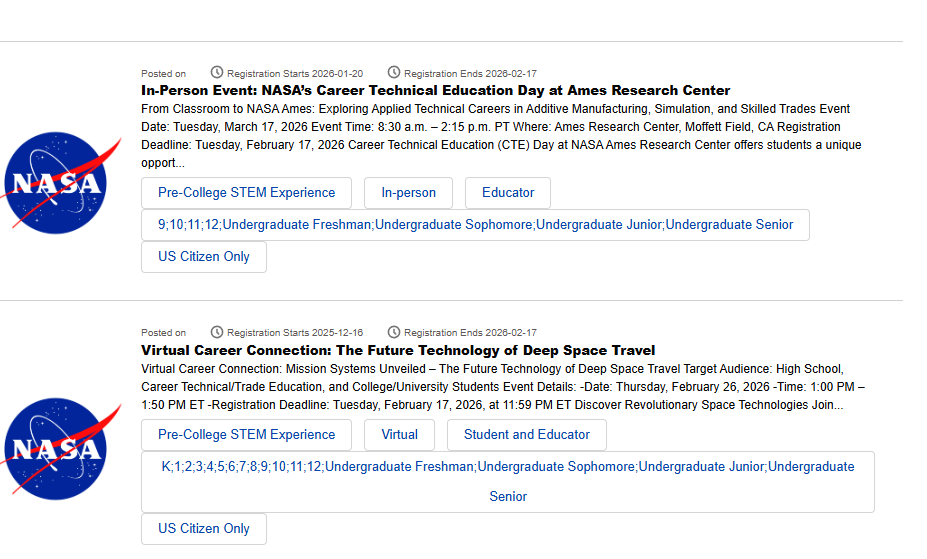 Posted on Registration Starts 2026-01-20 Registration Ends 2026-02-17
In-Person Event: NASA’s Career Technical Education Day at Ames Research Center
From Classroom to NASA Ames: Exploring Applied Technical Careers in Additive Manufacturing, Simulation, and Skilled Trades Event
Date: Tuesday, March 17, 2026 Event Time: 8:30 a.m. – 2:15 p.m. PT Where: Ames Research Center, Moffett Field, CA Registration
Deadline: Tuesday, February 17, 2026 Career Technical Education (CTE) Day at NASA Ames Research Center offers students a unique
opport...
NASA
Pre-College STEM Experience In-person Educator
9;10;11;12;Undergraduate Freshman;Undergraduate Sophomore;Undergraduate Junior;Undergraduate Senior
US Citizen Only
Posted on Registration Starts 2025-12-16 Registration Ends 2026-02-17
Virtual Career Connection: The Future Technology of Deep Space Travel
Virtual Career Connection: Mission Systems Unveiled – The Future Technology of Deep Space Travel Target Audience: High School,
Career Technical/Trade Education, and College/University Students Event Details: -Date: Thursday, February 26, 2026 -Time: 1:00 PM –
1:50 PM ET -Registration Deadline: Tuesday, February 17, 2026, at 11:59 PM ET Discover Revolutionary Space Technologies Join...
NASA
Pre-College STEM Experience Virtual Student and Educator
K;1;2;3;4;5;6;7;8;9;10;11;12;Undergraduate Freshman;Undergraduate Sophomore;Undergraduate Junior;Undergraduate
Senior
US Citizen Only